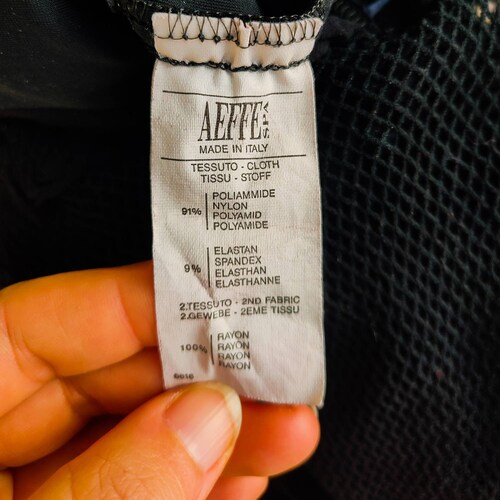 AEFFE SPA
MADE IN ITALY
TESSUTO - CLOTH
TISSU - STOFF
91% POLIAMMIDE
NYLON
POLYAMID
POLYAMIDE
9% ELASTAN
SPANDEX
ELASTHAN
ELASTHANNE
2.TESSUTO - 2ND FABRIC
2.GEWEBE - 2EME TISSU
100% RAYON
RAYON
RAYON
RAYON